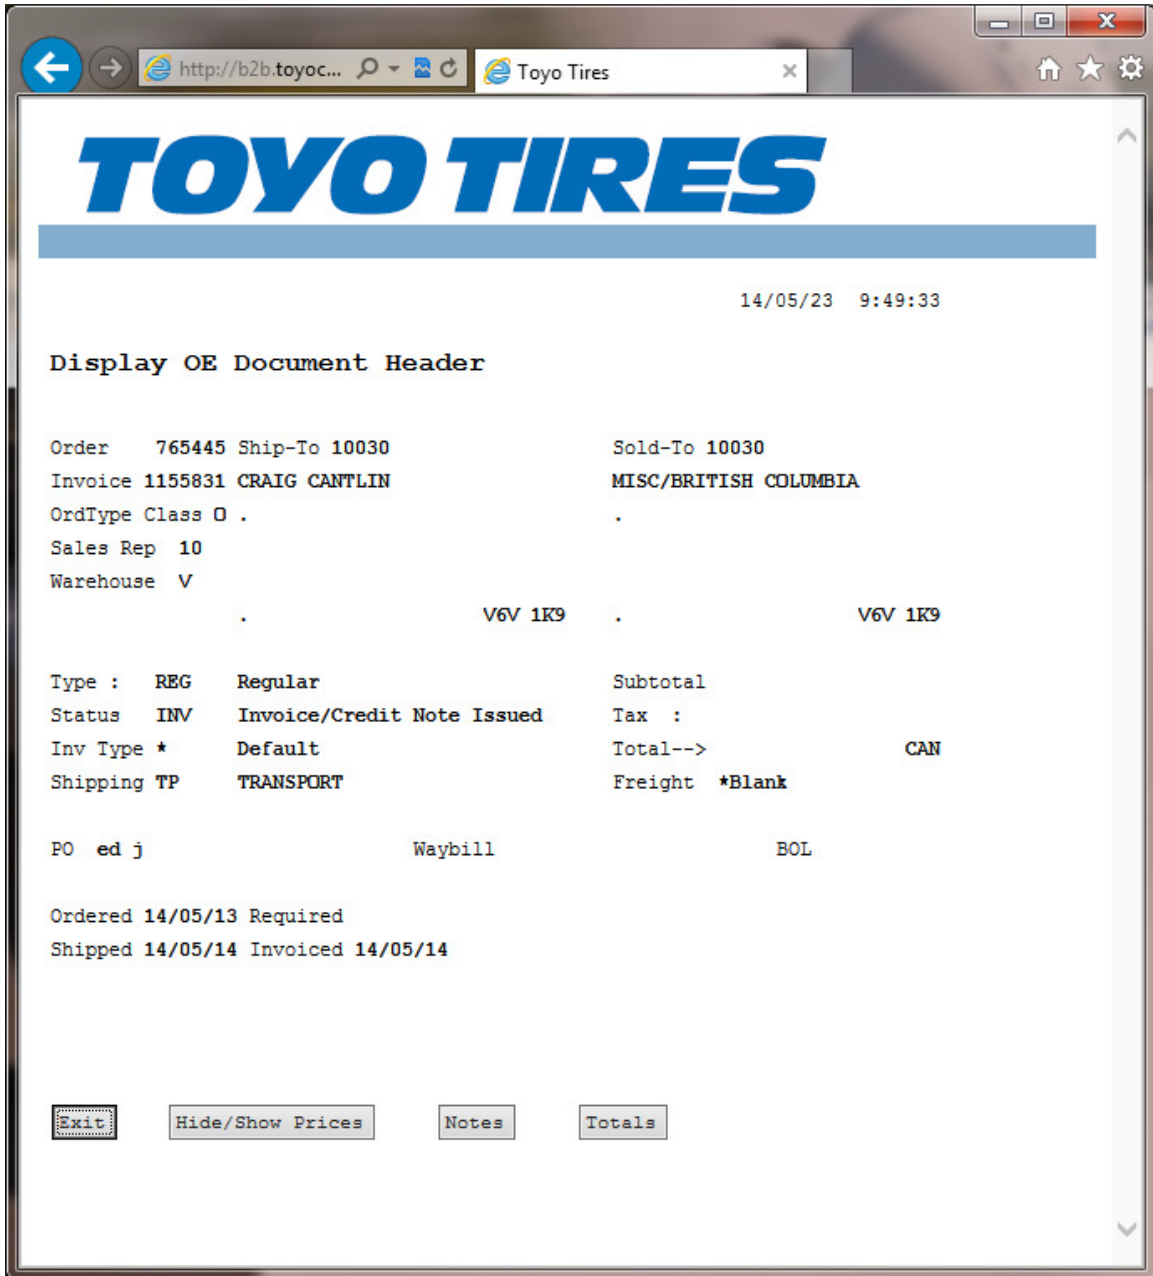 http://b2b.toyoc... Toyo Tires
TOYO TIRES
14/05/23 9:49:33
Display OE Document Header
Order 765445 Ship-To 10030 Sold-To 10030
Invoice 1155831 CRAIG CANTLIN MISC/BRITISH COLUMBIA
OrdType Class O . .
Sales Rep 10
Warehouse V
. V6V 1K9 . V6V 1K9
Type : REG Regular Subtotal
Status INV Invoice/Credit Note Issued Tax :
Inv Type * Default Total--> CAN
Shipping TP TRANSPORT Freight *Blank
PO ed j Waybill BOL
Ordered 14/05/13 Required
Shipped 14/05/14 Invoiced 14/05/14
Exit Hide/Show Prices Notes Totals